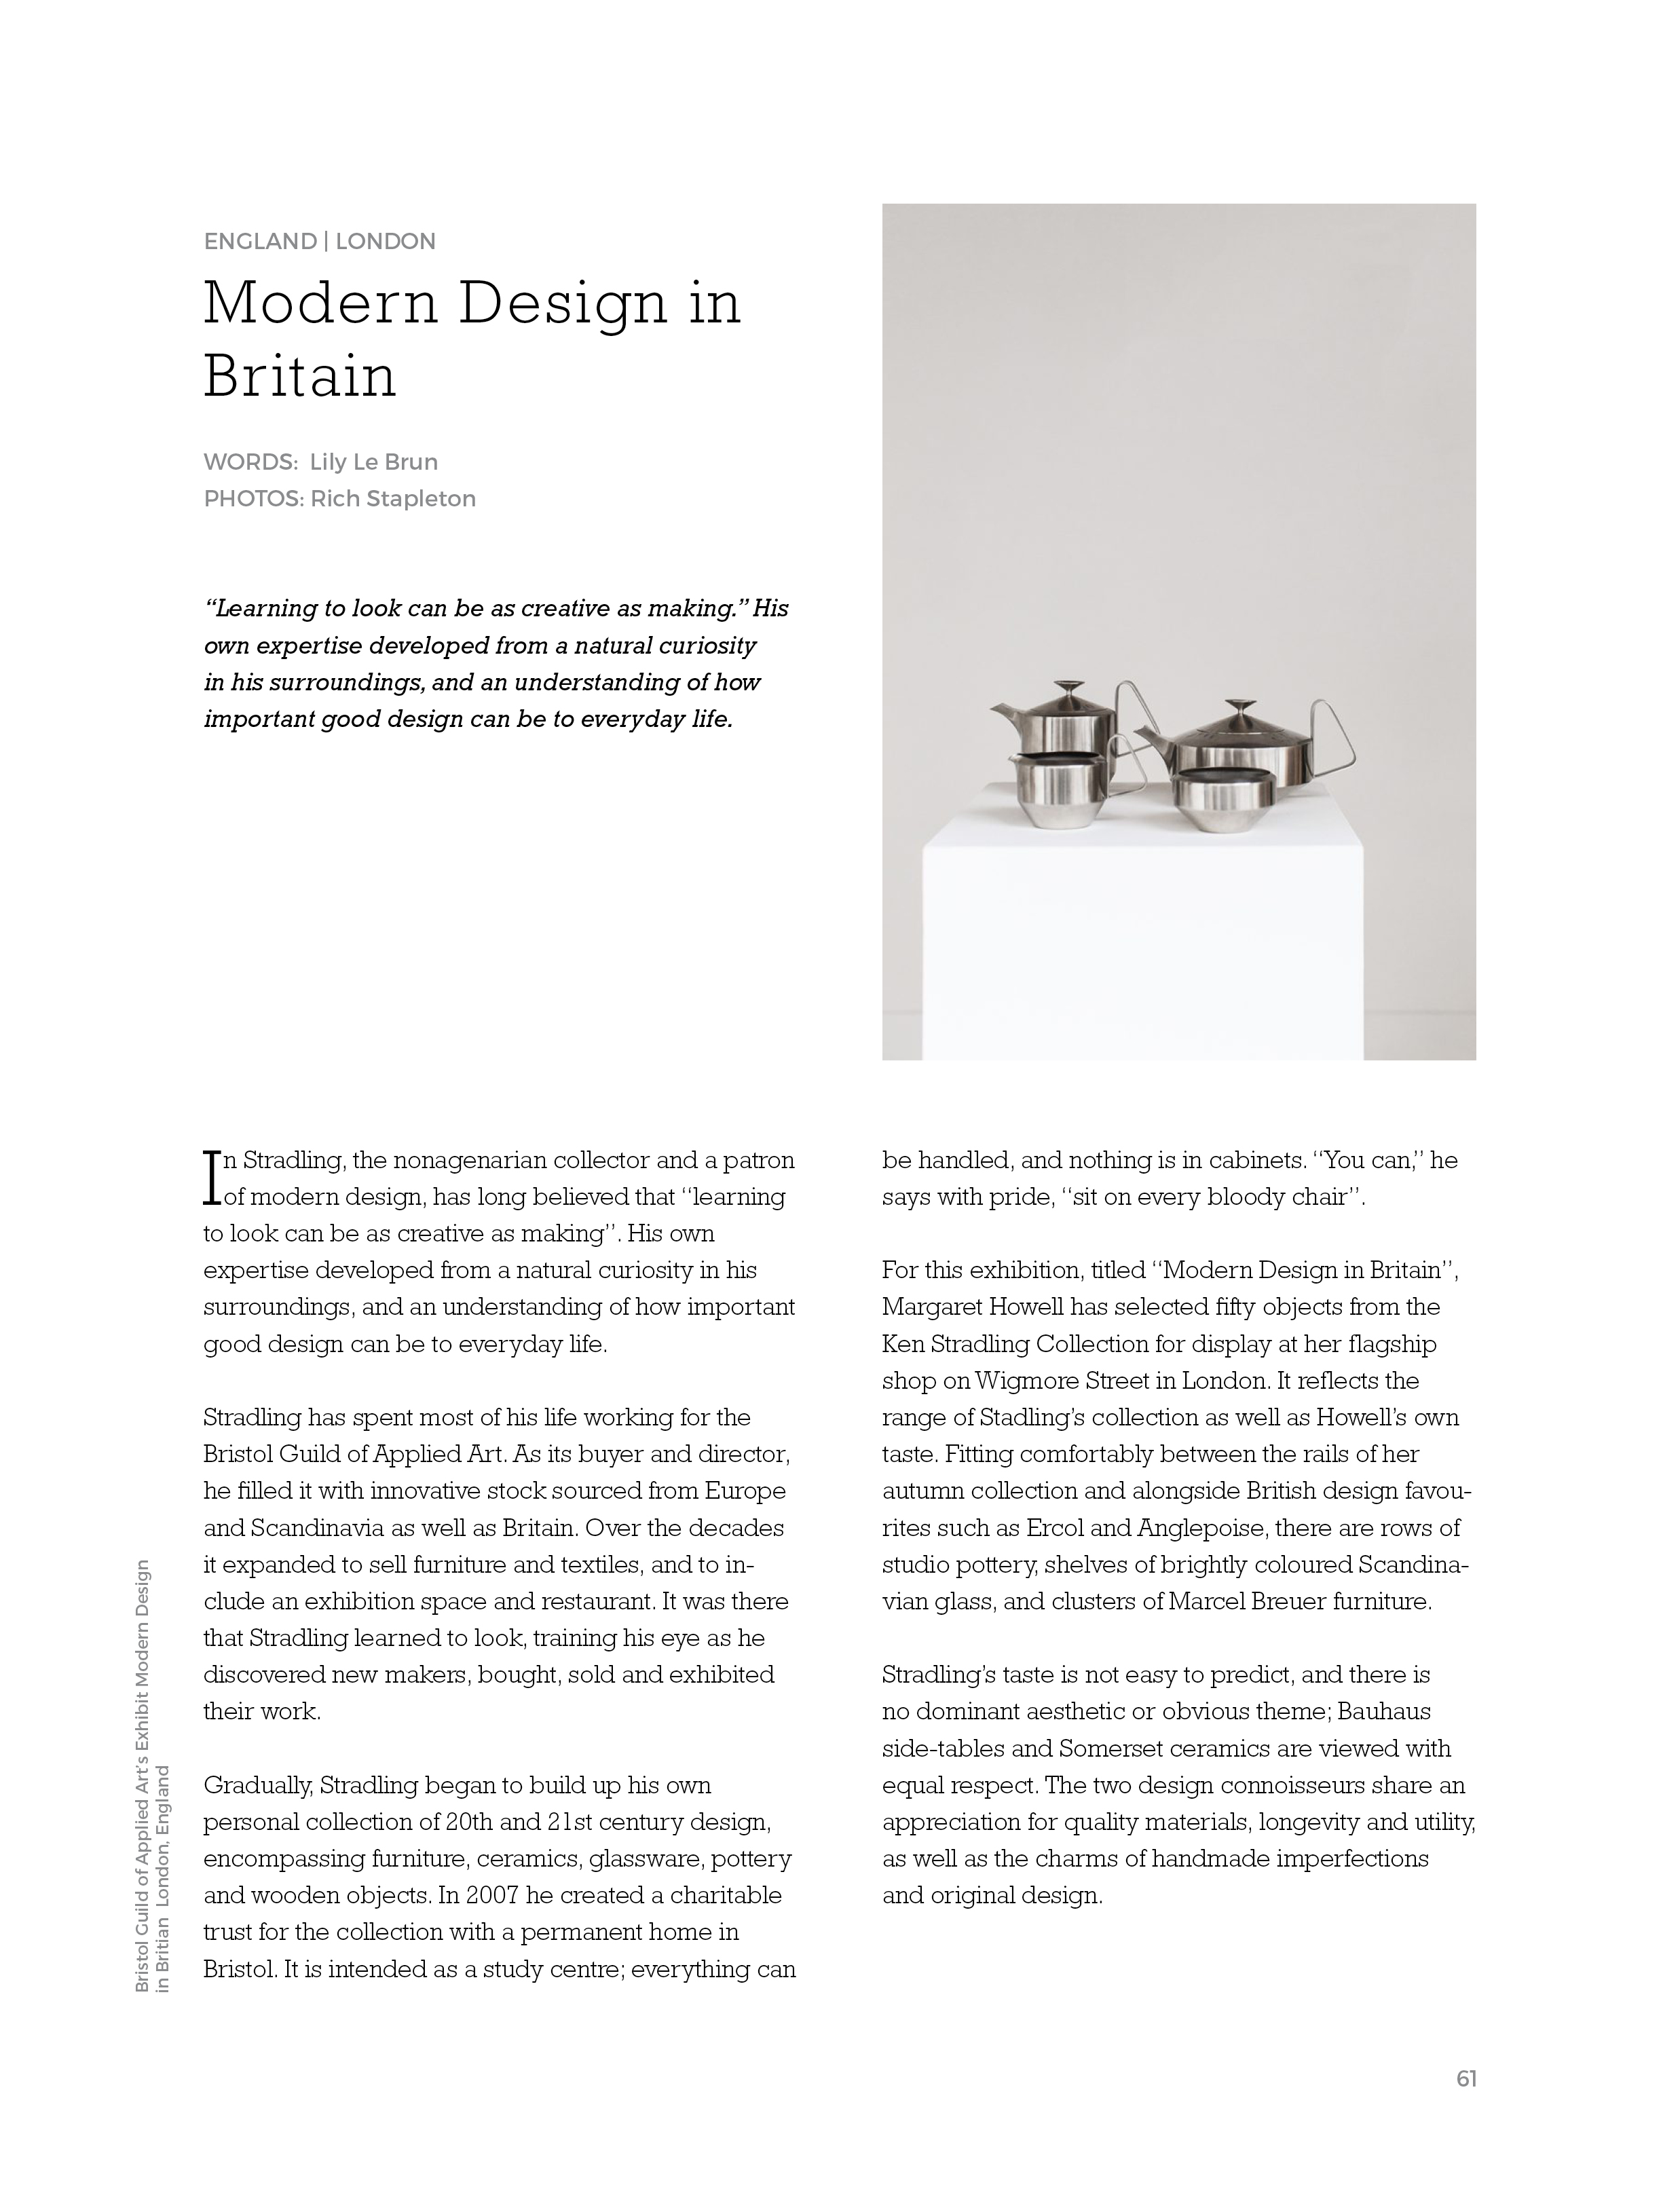 ENGLAND | LONDON
Modern Design in
Britain
WORDS:  Lily Le Brun
PHOTOS: Rich Stapleton
“Learning to look can be as creative as making.” His
own expertise developed from a natural curiosity
in his surroundings, and an understanding of how
important good design can be to everyday life.
In Stradling, the nonagenarian collector and a patron
of modern design, has long believed that “learning
to look can be as creative as making”. His own
expertise developed from a natural curiosity in his
surroundings, and an understanding of how important
good design can be to everyday life.
Stradling has spent most of his life working for the
Bristol Guild of Applied Art. As its buyer and director,
he filled it with innovative stock sourced from Europe
and Scandinavia as well as Britain. Over the decades
it expanded to sell furniture and textiles, and to in-
clude an exhibition space and restaurant. It was there
that Stradling learned to look, training his eye as he
discovered new makers, bought, sold and exhibited
their work.
Gradually, Stradling began to build up his own
personal collection of 20th and 21st century design,
encompassing furniture, ceramics, glassware, pottery
and wooden objects. In 2007 he created a charitable
trust for the collection with a permanent home in
Bristol. It is intended as a study centre; everything can
be handled, and nothing is in cabinets. “You can,” he
says with pride, “sit on every bloody chair”.
For this exhibition, titled “Modern Design in Britain”,
Margaret Howell has selected fifty objects from the
Ken Stradling Collection for display at her flagship
shop on Wigmore Street in London. It reflects the
range of Stadling’s collection as well as Howell’s own
taste. Fitting comfortably between the rails of her
autumn collection and alongside British design favou-
rites such as Ercol and Anglepoise, there are rows of
studio pottery, shelves of brightly coloured Scandina-
vian glass, and clusters of Marcel Breuer furniture.
Stradling’s taste is not easy to predict, and there is
no dominant aesthetic or obvious theme; Bauhaus
side-tables and Somerset ceramics are viewed with
equal respect. The two design connoisseurs share an
appreciation for quality materials, longevity and utility,
as well as the charms of handmade imperfections
and original design.
Bristol Guild of Applied Art’s Exhibit Modern Design
in Britian  London, England
61